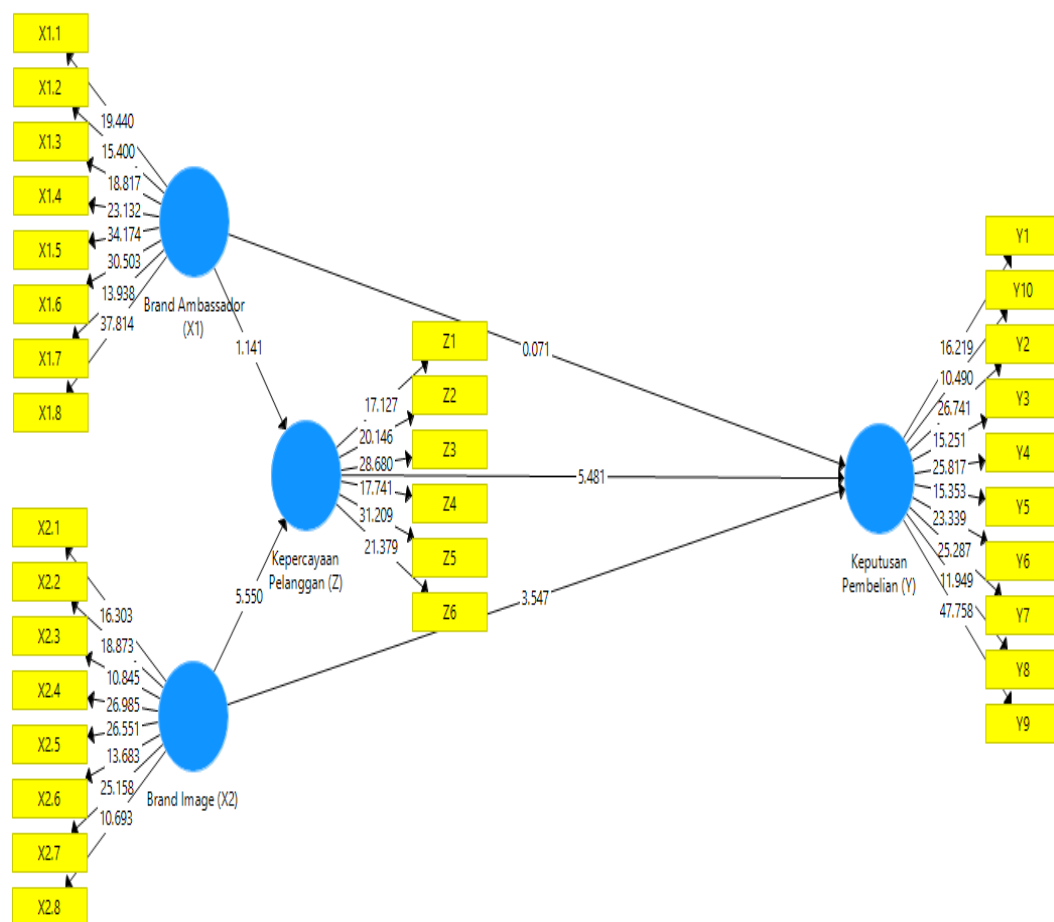 X1.1
X1.2
X1.3
X1.4
X1.5
X1.6
X1.7
X1.8
19.440
15.400
18.817
23.132
34.174
30.503
13.938
37.814
Brand Ambassador
(X1)
1.141
0.071
Z1
Z2
Z3
Z4
Z5
Z6
17.127
20.146
28.680
17.741
31.209
21.379
Kepercayaan
Pelanggan (Z)
5.481
5.550
3.547
X2.1
X2.2
X2.3
X2.4
X2.5
X2.6
X2.7
X2.8
16.303
18.873
10.845
26.985
26.551
13.683
25.158
10.693
Brand Image (X2)
Y1
Y10
Y2
Y3
Y4
Y5
Y6
Y7
Y8
Y9
16.219
10.490
26.741
15.251
25.817
15.353
23.339
25.287
11.949
47.758
Keputusan
Pembelian (Y)